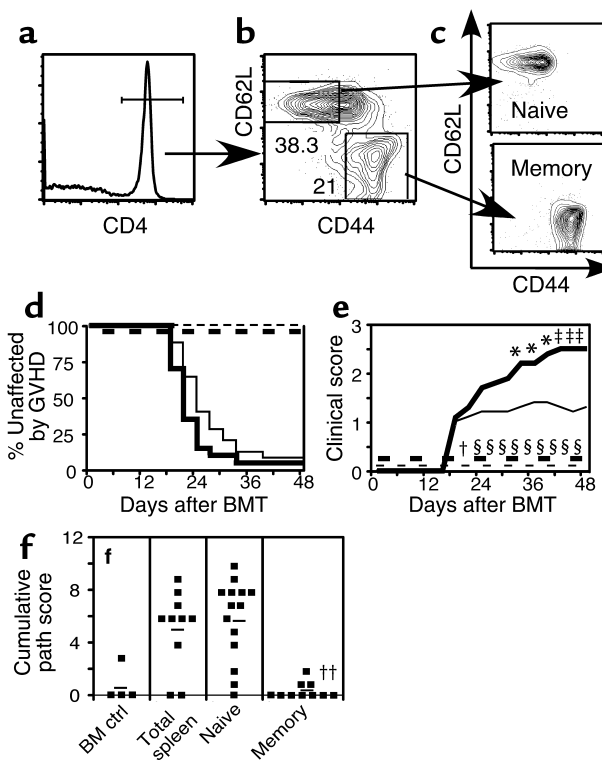 a
b
c
CD4
CD62L
38.3
21
CD44
CD62L
Naive
Memory
CD44
d
% Unaffected
by GVHD
100
75
50
25
0
0 12 24 36 48
Days after BMT
e
Clinical score
3
2
1
0
* * * ‡ ‡ ‡
† § § § § § § § § §
0 12 24 36 48
Days after BMT
f
f
Cumulative
path score
12
8
4
0
††
BM ctrl
Total
spleen
Naive
Memory